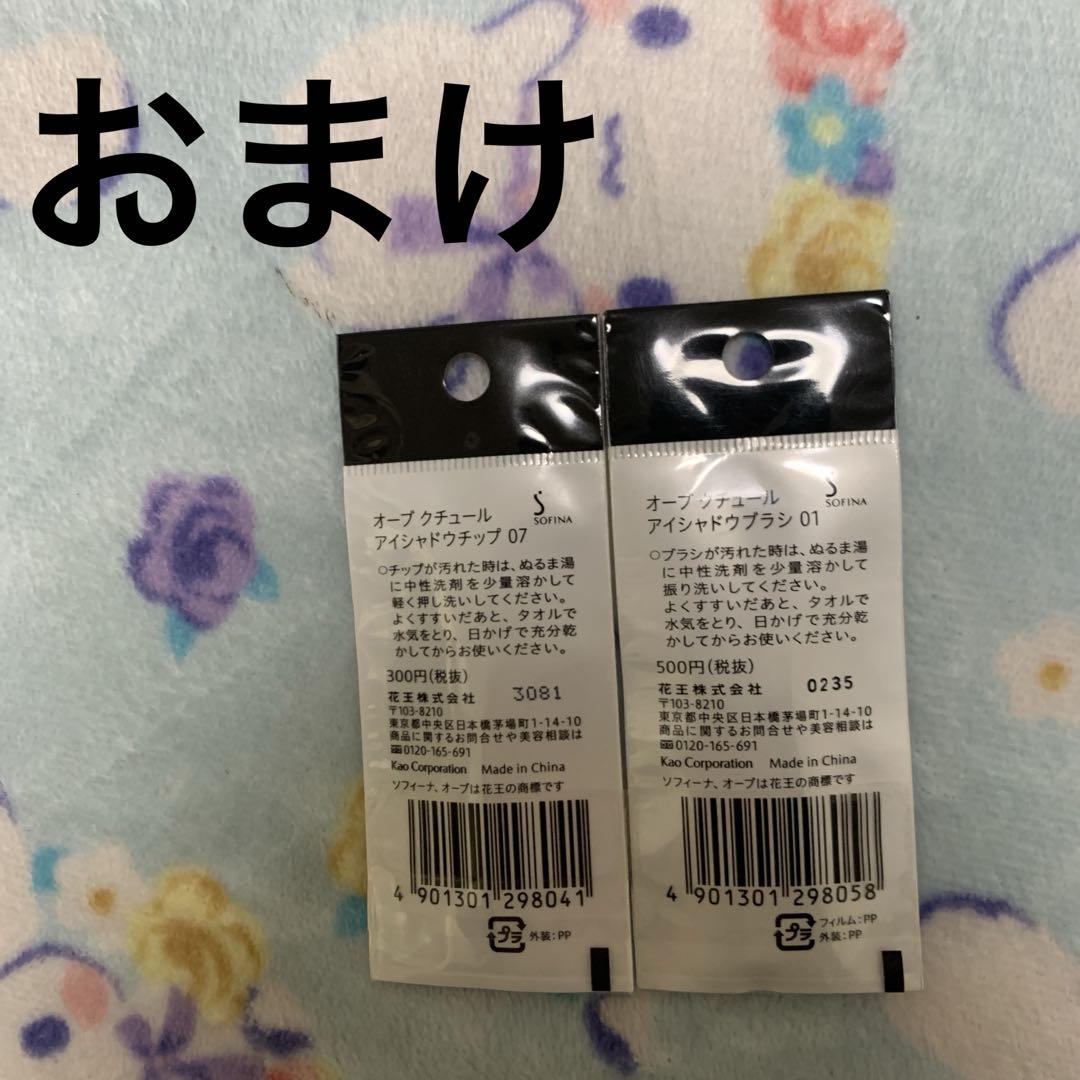 おまけ
SOFINA
オーブ クチュール
アイシャドウチップ 07
○チップが汚れた時は、ぬるま湯
に中性洗剤を少量溶かして
軽く押し洗いしてください。
よくすすいだあと、タオルで
水気をとり、日かげで充分乾
かしてからお使いください。
300円(税抜)
花王株式会社 3081
〒103-8210
東京都中央区日本橋茅場町1-14-10
商品に関するお問合せや美容相談は
0120-165-691
Kao Corporation Made in China
ソフィーナ、オーブは花王の商標です
4 901301 298041
プラ 外装:PP
SOFINA
オーブ クチュール
アイシャドウブラシ 01
○ブラシが汚れた時は、ぬるま湯
に中性洗剤を少量溶かして
振り洗いしてください。
よくすすいだあと、タオルで
水気をとり、日かげで充分乾
かしてからお使いください。
500円(税抜)
花王株式会社 0235
〒103-8210
東京都中央区日本橋茅場町1-14-10
商品に関するお問合せや美容相談は
0120-165-691
Kao Corporation Made in China
ソフィーナ、オーブは花王の商標です
4 901301 298058
プラ フィルム:PP
外装:PP